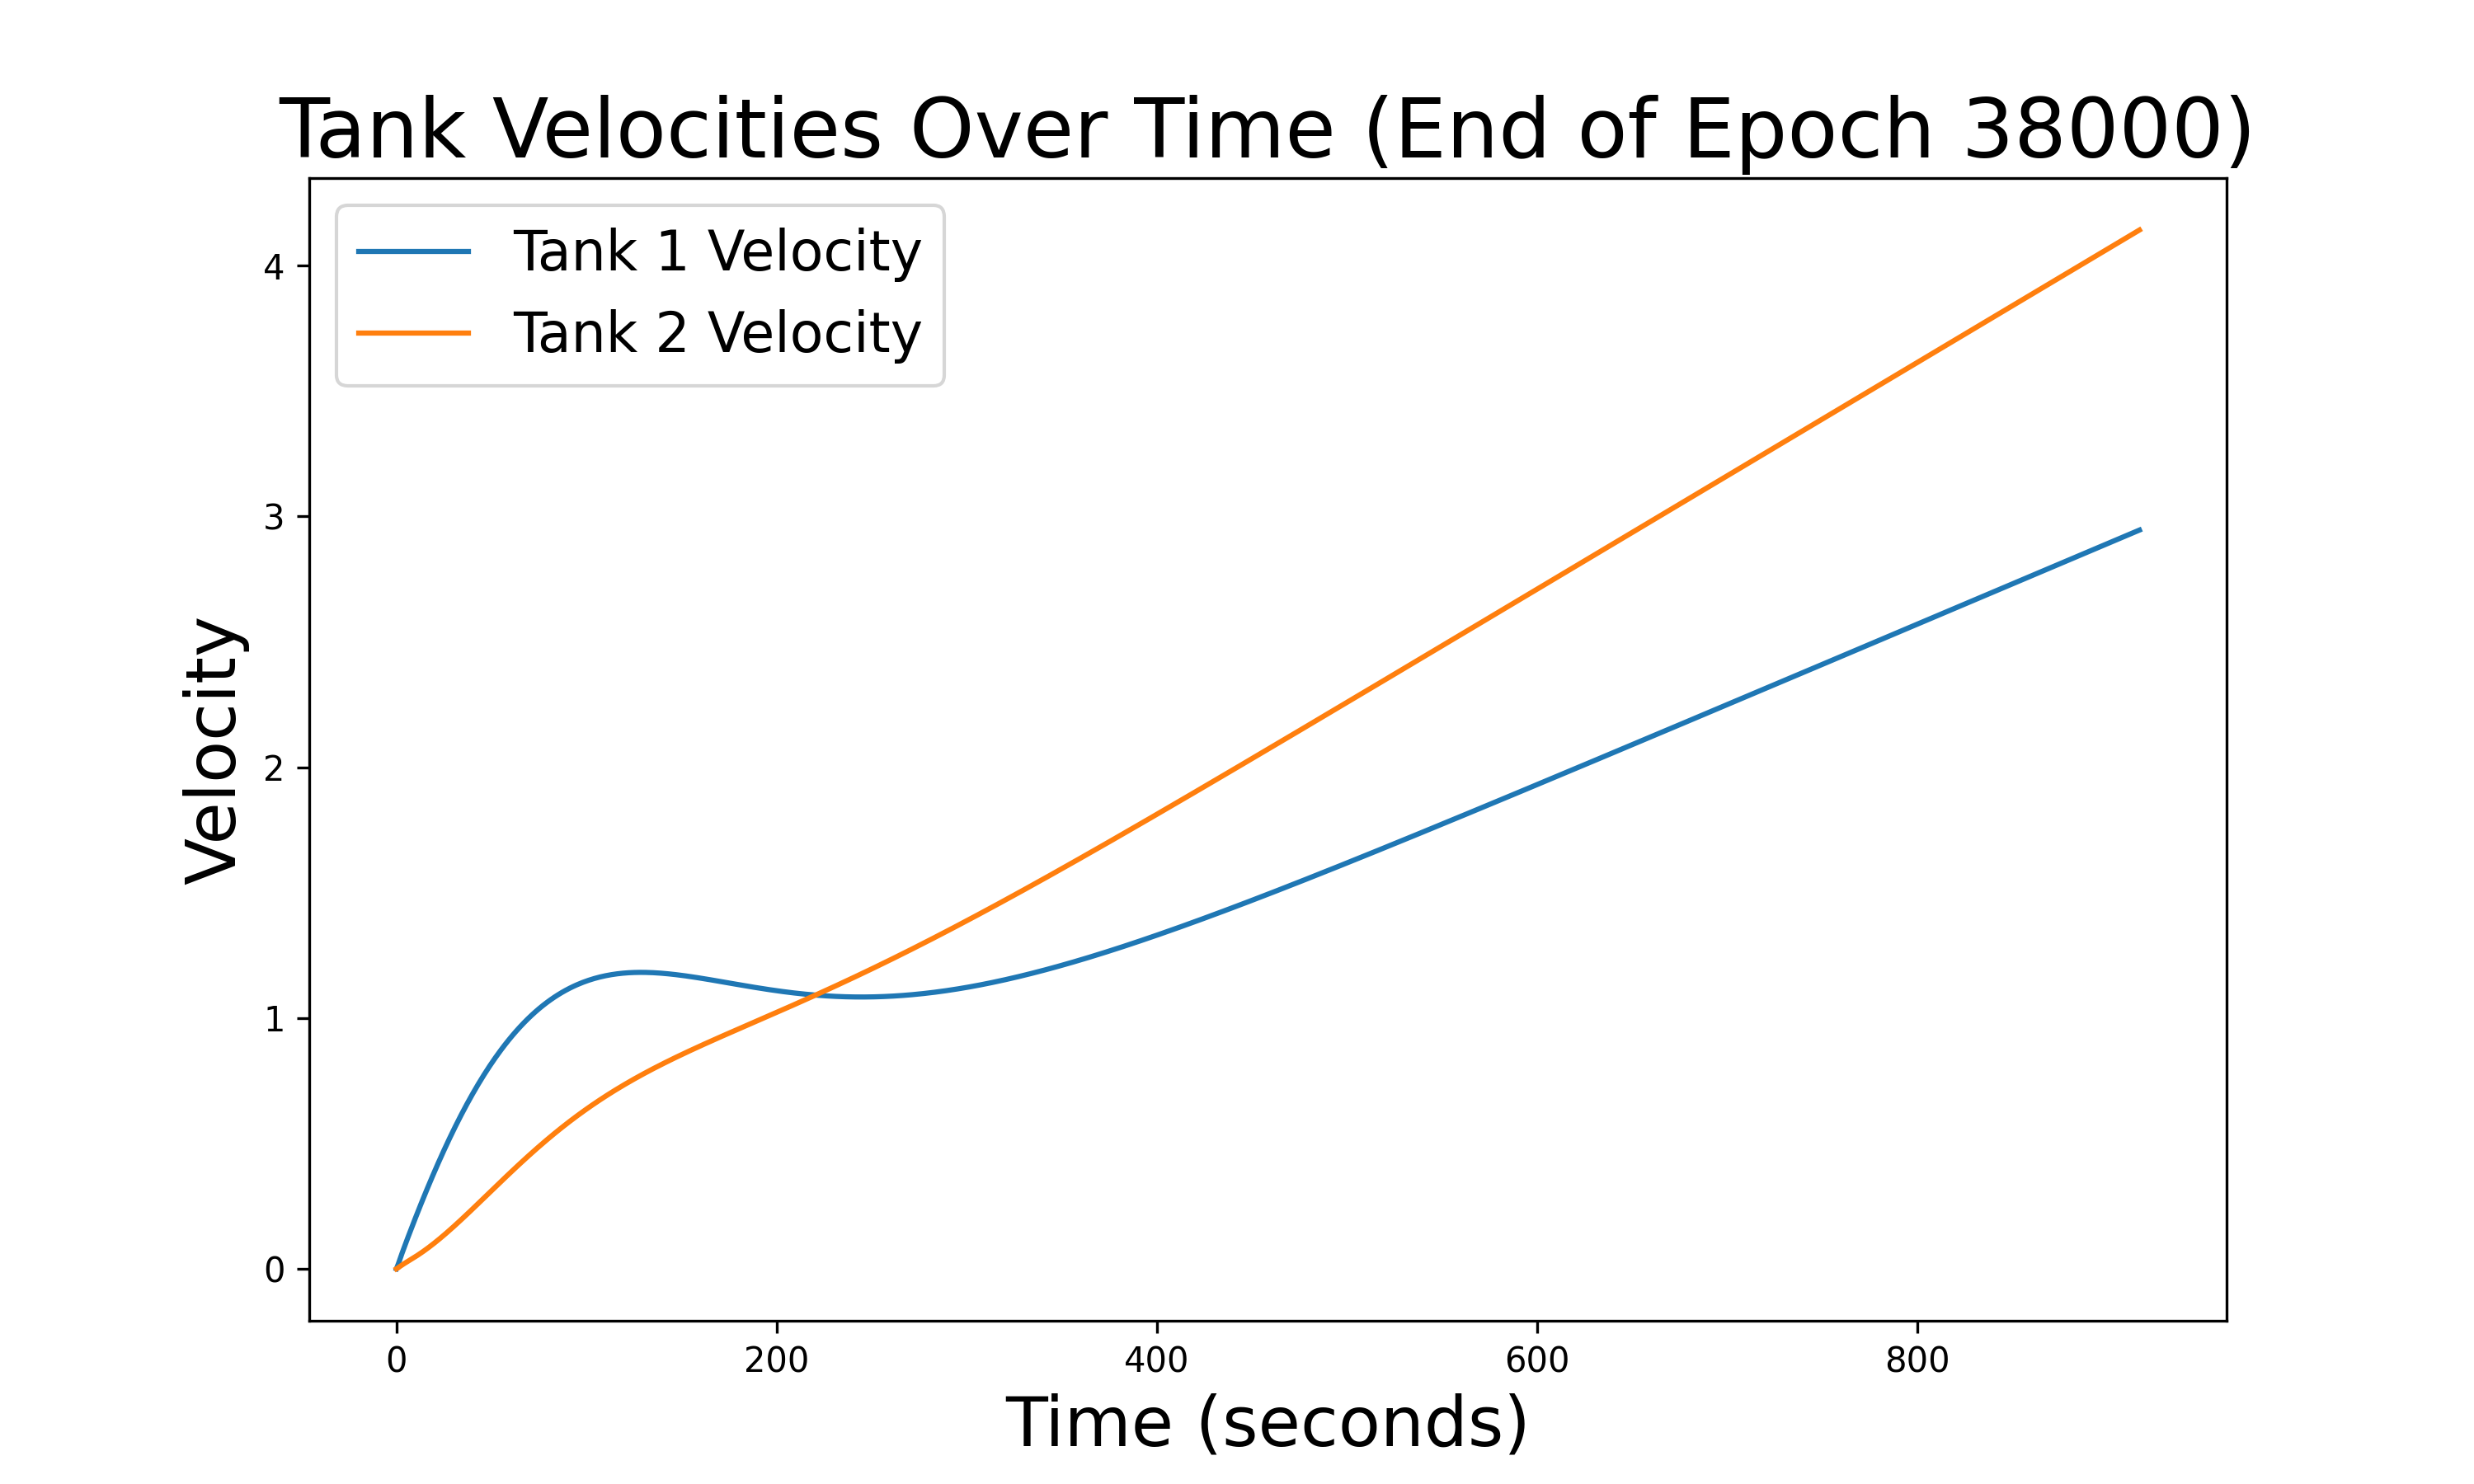 Tank Velocities Over Time (End of Epoch 38000)
Tank 1 Velocity
Tank 2 Velocity
Velocity
4
3
2
1
0
0 200 400 600 800
Time (seconds)